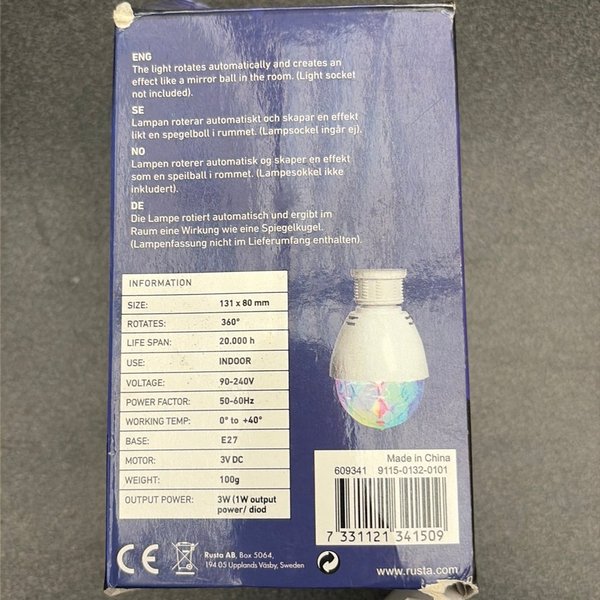 ENG
The light rotates automatically and creates an
effect like a mirror ball in the room. (Light socket
not included).
SE
Lampan roterar automatiskt och skapar en effekt
likt en spegelboll i rummet. (Lampsockel ingår ej).
NO
Lampen roterer automatisk og skaper en effekt
som en speilball i rommet. (Lampesokkel ikke
inkludert).
DE
Die Lampe rotiert automatisch und ergibt im
Raum eine Wirkung wie eine Spiegelkugel.
(Lampenfassung nicht im Lieferumfang enthalten).
INFORMATION
SIZE: 131 x 80 mm
ROTATES: 360°
LIFE SPAN: 20.000 h
USE: INDOOR
VOLTAGE: 90-240V
POWER FACTOR: 50-60Hz
WORKING TEMP: 0° to +40°
BASE: E27
MOTOR: 3V DC
WEIGHT: 100g
OUTPUT POWER: 3W (1W output
power/ diod
Made in China
609341 9115-0132-0101
7 331121 341509
CE
Rusta AB, Box 5064,
194 05 Upplands Väsby, Sweden
www.rusta.com